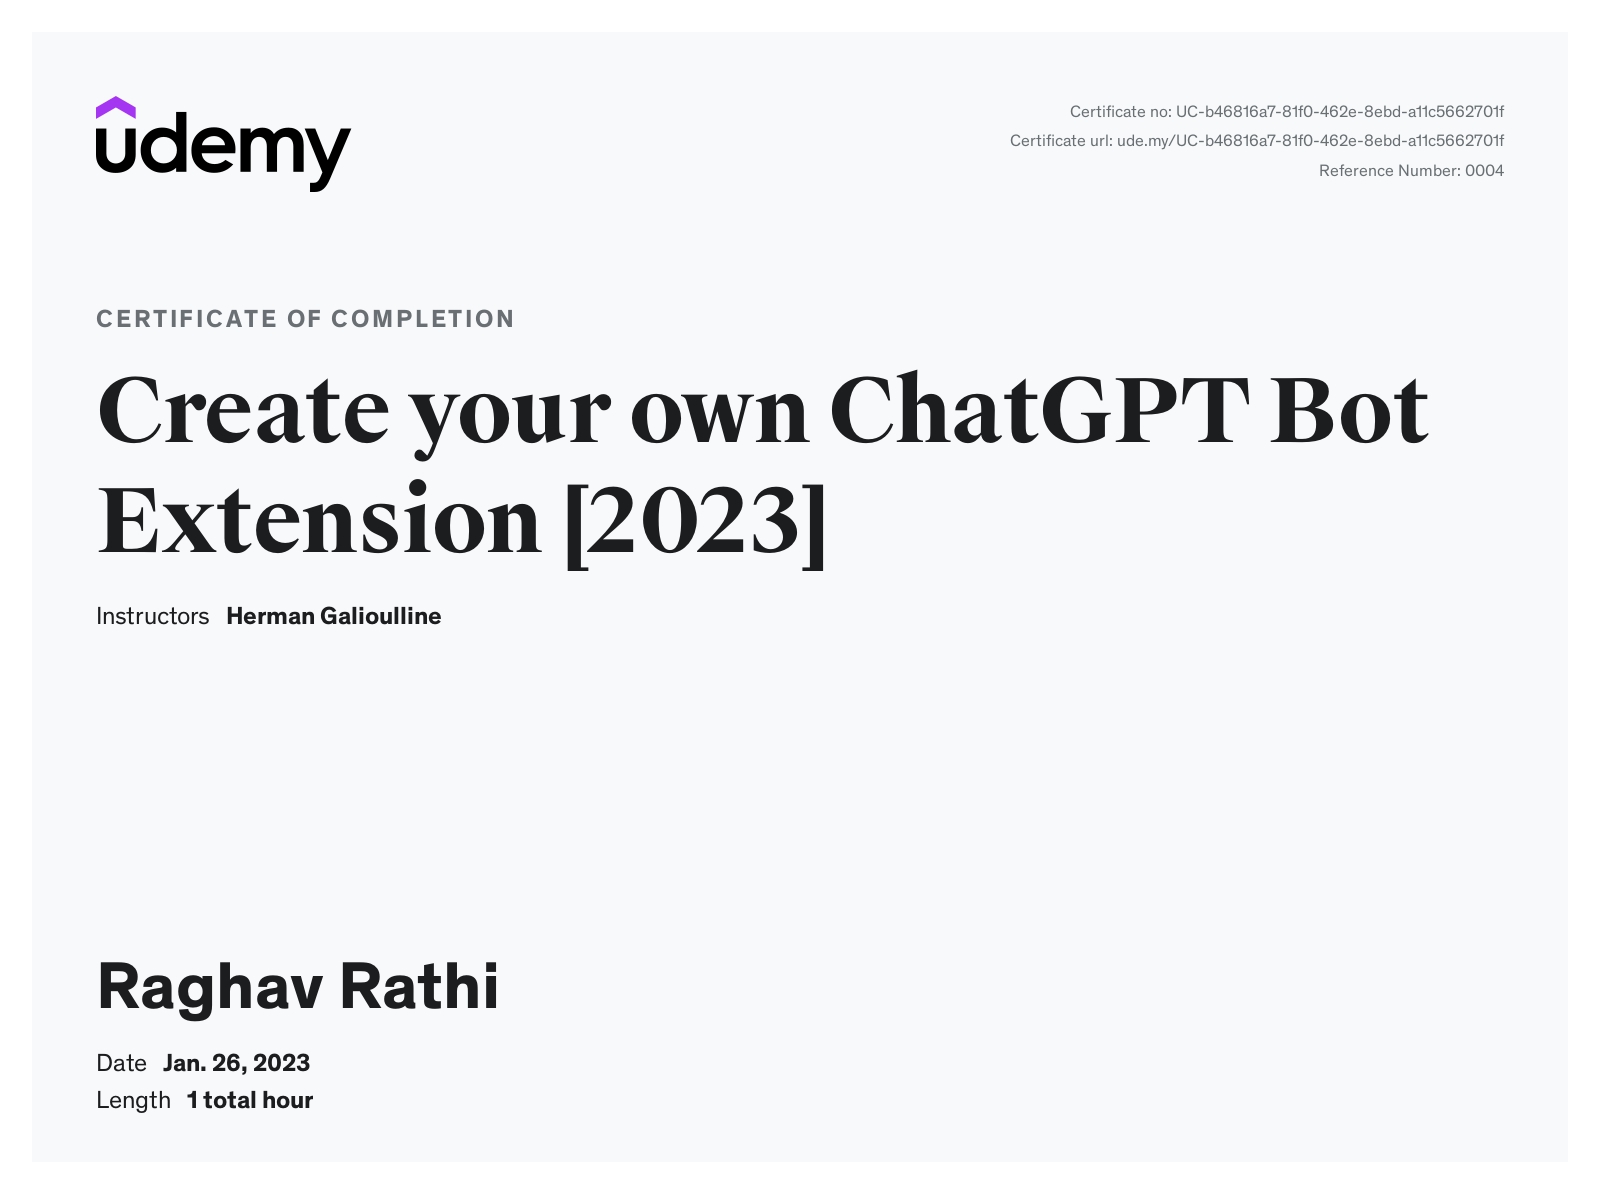 udemy
Certificate no: UC-b46816a7-81f0-462e-8ebd-a11c5662701f
Certificate url: ude.my/UC-b46816a7-81f0-462e-8ebd-a11c5662701f
Reference Number: 0004
CERTIFICATE OF COMPLETION
Create your own ChatGPT Bot
Extension [2023]
Instructors Herman Galioulline
Raghav Rathi
Date Jan. 26, 2023
Length 1 total hour